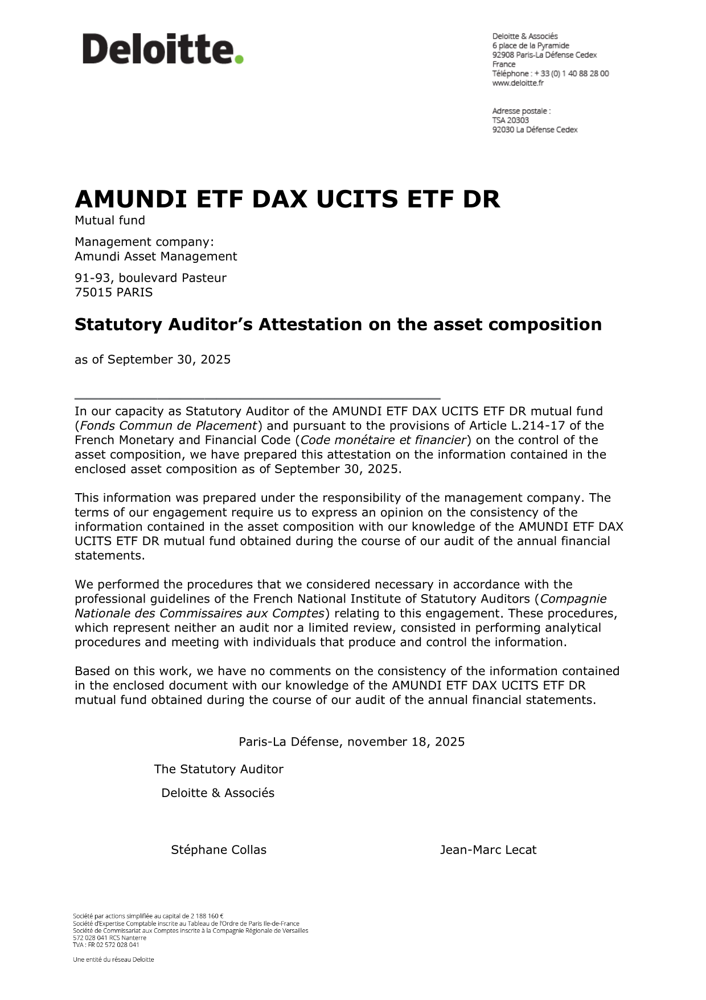 Deloitte.
Deloitte & Associés
6 place de la Pyramide
92908 Paris-La Défense Cedex
France
Téléphone : + 33 (0) 1 40 88 28 00
www.deloitte.fr
Adresse postale :
TSA 20303
92030 La Défense Cedex
AMUNDI ETF DAX UCITS ETF DR
Mutual fund
Management company:
Amundi Asset Management
91-93, boulevard Pasteur
75015 PARIS
Statutory Auditor’s Attestation on the asset composition
as of September 30, 2025
In our capacity as Statutory Auditor of the AMUNDI ETF DAX UCITS ETF DR mutual fund
(Fonds Commun de Placement) and pursuant to the provisions of Article L.214-17 of the
French Monetary and Financial Code (Code monétaire et financier) on the control of the
asset composition, we have prepared this attestation on the information contained in the
enclosed asset composition as of September 30, 2025.
This information was prepared under the responsibility of the management company. The
terms of our engagement require us to express an opinion on the consistency of the
information contained in the asset composition with our knowledge of the AMUNDI ETF DAX
UCITS ETF DR mutual fund obtained during the course of our audit of the annual financial
statements.
We performed the procedures that we considered necessary in accordance with the
professional guidelines of the French National Institute of Statutory Auditors (Compagnie
Nationale des Commissaires aux Comptes) relating to this engagement. These procedures,
which represent neither an audit nor a limited review, consisted in performing analytical
procedures and meeting with individuals that produce and control the information.
Based on this work, we have no comments on the consistency of the information contained
in the enclosed document with our knowledge of the AMUNDI ETF DAX UCITS ETF DR
mutual fund obtained during the course of our audit of the annual financial statements.
Paris-La Défense, november 18, 2025
The Statutory Auditor
Deloitte & Associés
Stéphane Collas
Jean-Marc Lecat
Société par actions simplifiée au capital de 2 188 160 €
Société d’Expertise Comptable inscrite au Tableau de l’Ordre de Paris Ile-de-France
Société de Commissariat aux Comptes inscrite à la Compagnie Régionale de Versailles
572 028 041 RCS Nanterre
TVA : FR 02 572 028 041
Une entité du réseau Deloitte